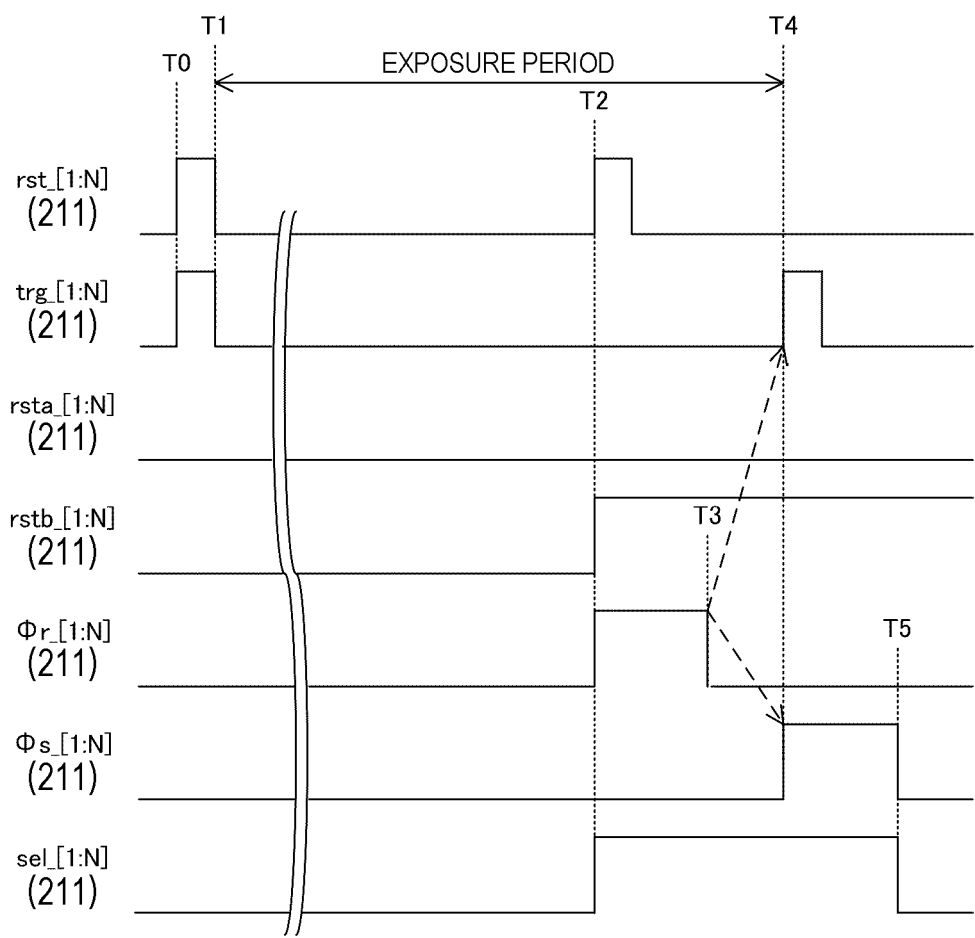 T1
T4
T0
EXPOSURE PERIOD
T2
rst_[1:N]
(211)
trg_[1:N]
(211)
rsta_[1:N]
(211)
rstb_[1:N]
(211)
T3
Φr_[1:N]
(211)
T5
Φs_[1:N]
(211)
sel_[1:N]
(211)